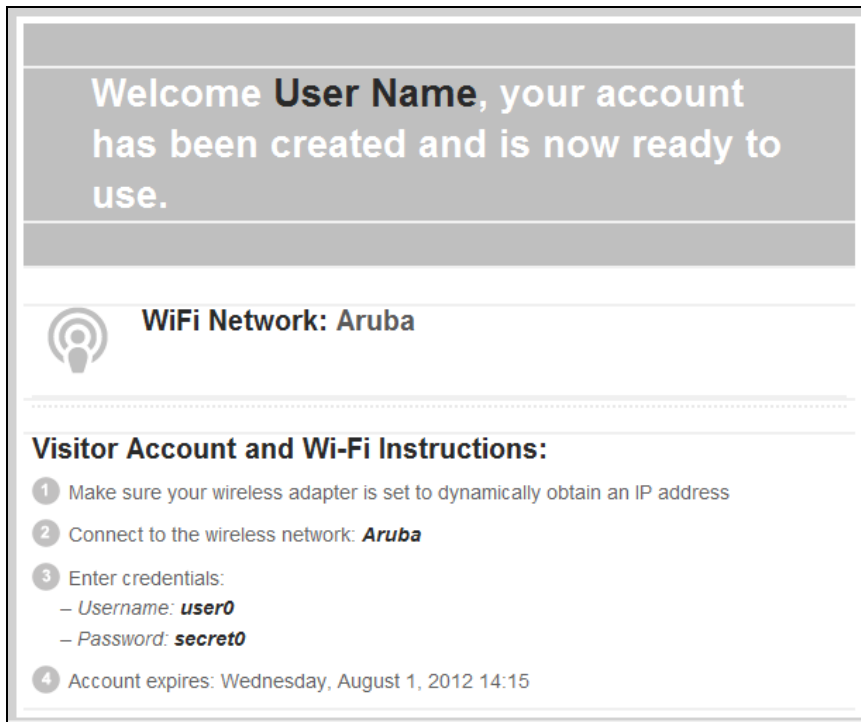 Welcome User Name, your account
has been created and is now ready to
use.
WiFi Network: Aruba
Visitor Account and Wi-Fi Instructions:
1 Make sure your wireless adapter is set to dynamically obtain an IP address
2 Connect to the wireless network: Aruba
3 Enter credentials:
– Username: user0
– Password: secret0
4 Account expires: Wednesday, August 1, 2012 14:15